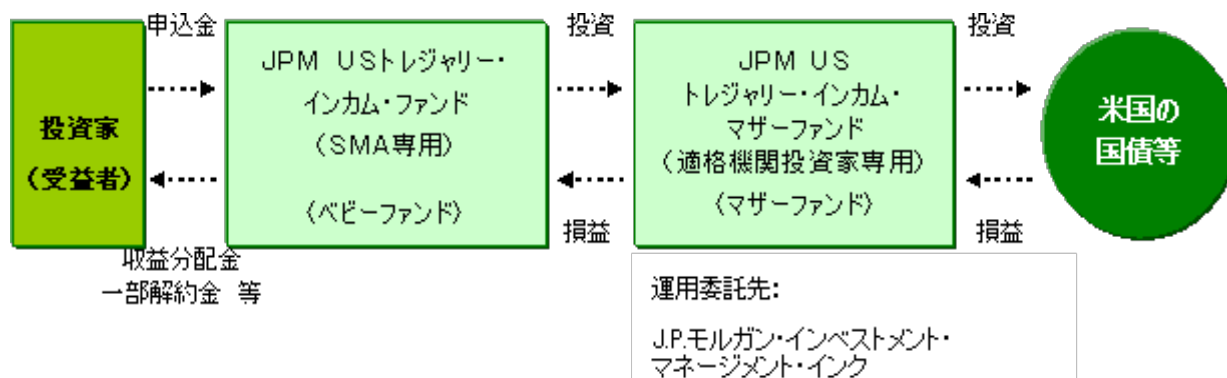 申込金
投資家
（受益者）
収益分配金
一部解約金 等
JPM USトレジャリー・
インカム・ファンド
（SMA専用）
（ベビーファンド）
投資
損益
JPM US
トレジャリー・インカム・
マザーファンド
（適格機関投資家専用）
（マザーファンド）
運用委託先：
J.P.モルガン・インベストメント・
マネージメント・インク
投資
損益
米国の
国債等